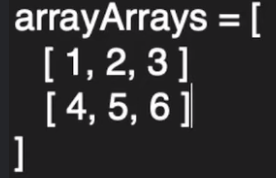 arrayArrays = [
[ 1, 2, 3 ]
[ 4, 5, 6 ]
]